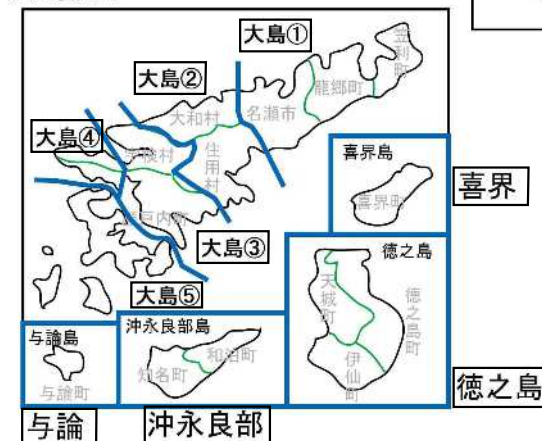 大島①
大島②
笠利町
龍郷町
大和村
名瀬市
大島④
宇検村
住用村
喜界島
喜界
喜界町
瀬戸内町
大島③
徳之島
大島⑤
天城町
徳之島町
沖永良部島
与論島
和泊町
知名町
伊仙町
与論町
徳之島
与論
沖永良部